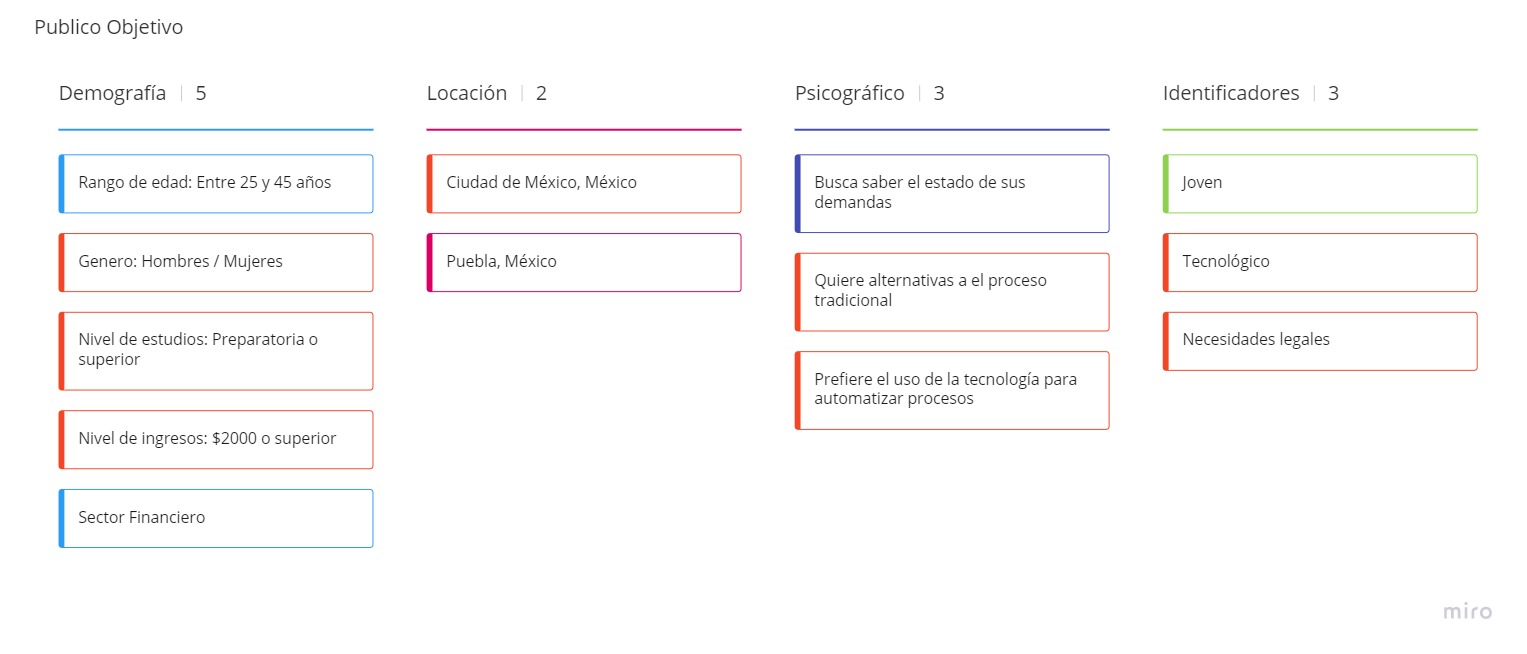 Publico Objetivo
Demografía | 5
Rango de edad: Entre 25 y 45 años
Genero: Hombres / Mujeres
Nivel de estudios: Preparatoria o
superior
Nivel de ingresos: $2000 o superior
Sector Financiero
Locación | 2
Ciudad de México, México
Puebla, México
Psicográfico | 3
Busca saber el estado de sus
demandas
Quiere alternativas a el proceso
tradicional
Prefiere el uso de la tecnología para
automatizar procesos
Identificadores | 3
Joven
Tecnológico
Necesidades legales
miro